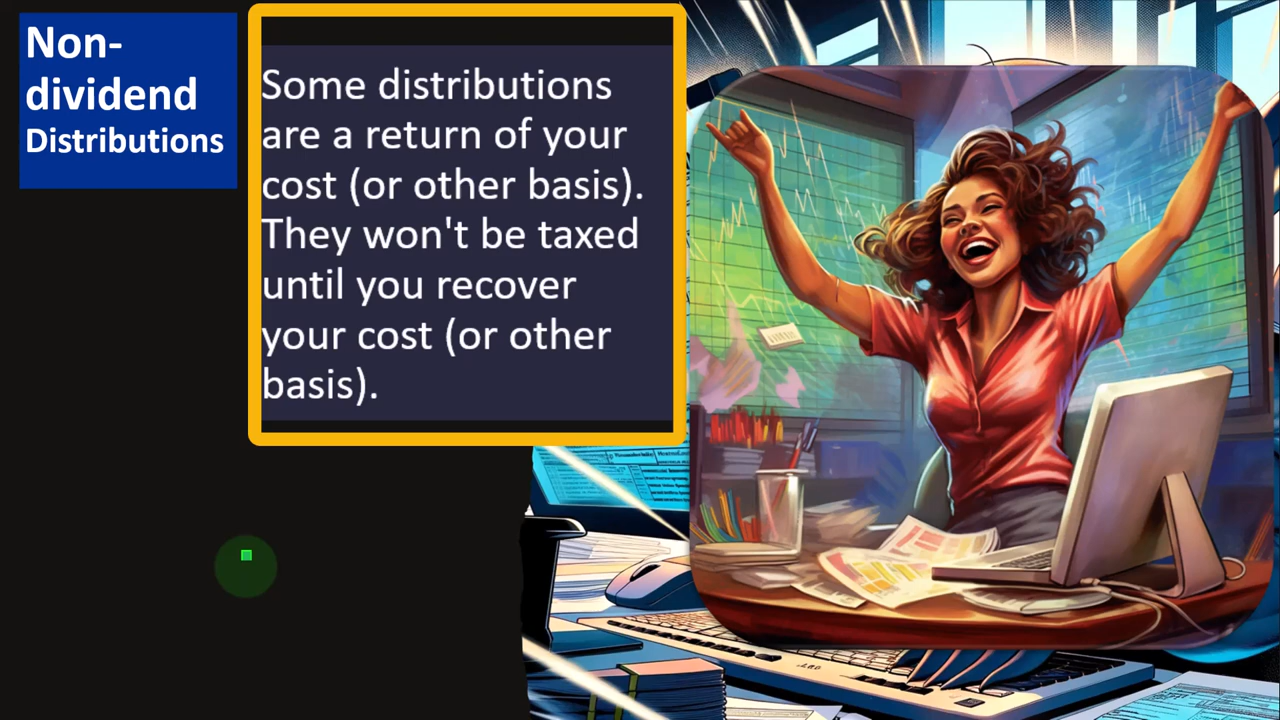 Non-
dividend
Distributions
Some distributions
are a return of your
cost (or other basis).
They won't be taxed
until you recover
your cost (or other
basis).